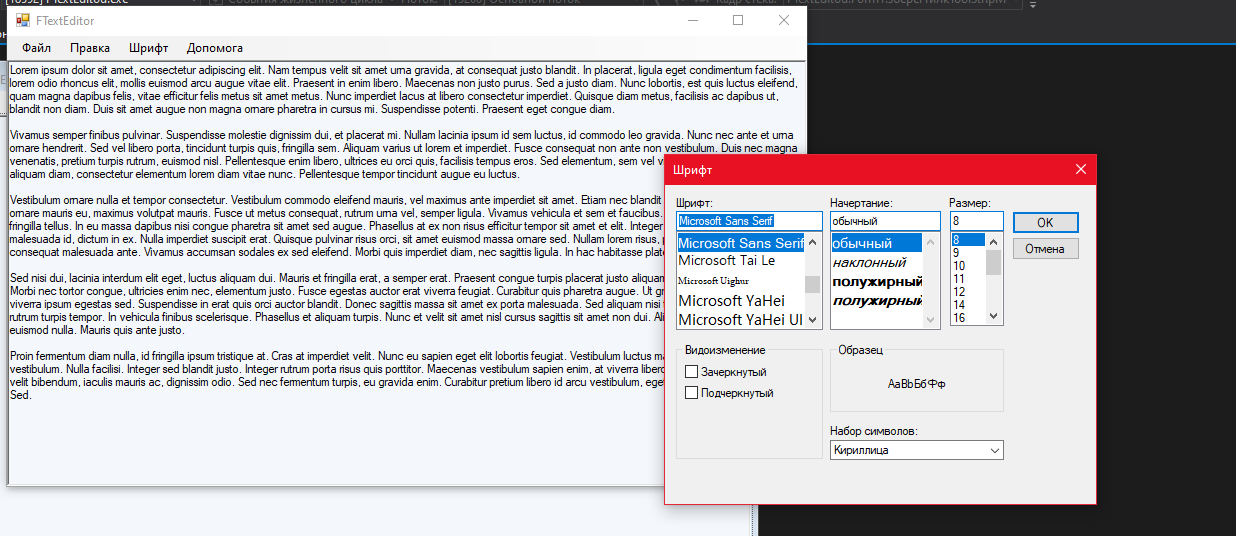 FTextEditor
Файл Правка Шрифт Допомога
Lorem ipsum dolor sit amet, consectetur adipiscing elit. Nam tempus velit sit amet urna gravida, at consequat justo blandit. In placerat, ligula eget condimentum facilisis,
lorem odio rhoncus elit, mollis euismod arcu augue vitae elit. Praesent in enim libero. Maecenas non justo purus. Sed a justo diam. Nunc lobortis, est quis luctus eleifend,
quam magna dapibus felis, vitae efficitur felis metus sit amet metus. Nunc imperdiet lacus at libero consectetur imperdiet. Quisque diam metus, facilisis ac dapibus ut,
blandit non diam. Duis sit amet augue non magna ornare pharetra in cursus mi. Suspendisse potenti. Praesent eget congue diam.
Vivamus semper finibus pulvinar. Suspendisse molestie dignissim dui, et placerat mi. Nullam lacinia ipsum id sem luctus, id commodo leo gravida. Nunc nec ante et urna
ornare hendrerit. Sed vel libero porta, tincidunt turpis quis, fringilla sem. Aliquam varius ut lorem et imperdiet. Fusce consequat non ante non vestibulum. Duis nec magna
venenatis, pretium turpis rutrum, euismod nisl. Pellentesque enim libero, ultrices eu orci quis, facilisis tempus eros. Sed elementum, sem vel v
aliquam diam, consectetur elementum lorem diam vitae nunc. Pellentesque tempor tincidunt augue eu luctus.
Vestibulum ornare nulla et tempor consectetur. Vestibulum commodo eleifend mauris, vel maximus ante imperdiet sit amet. Etiam nec blandit
ornare mauris eu, maximus volutpat mauris. Fusce ut metus consequat, rutrum urna vel, semper ligula. Vivamus vehicula et sem et faucibus.
fringilla tellus. In eu massa dapibus nisi congue pharetra sit amet sed augue. Phasellus at ex non risus efficitur tempor sit amet et elit. Integer
malesuada id, dictum in ex. Nulla imperdiet suscipit erat. Quisque pulvinar risus orci, sit amet euismod massa ornare sed. Nullam lorem risus,
consequat malesuada ante. Vivamus accumsan sodales ex sed eleifend. Morbi quis imperdiet diam, nec sagittis ligula. In hac habitasse plate
Sed nisi dui, lacinia interdum elit eget, luctus aliquam dui. Mauris et fringilla erat, a semper erat. Praesent congue turpis placerat justo aliquam
Morbi nec tortor congue, ultricies enim nec, elementum justo. Fusce egestas auctor erat viverra feugiat. Curabitur quis pharetra augue. Ut gr
viverra ipsum egestas sed. Suspendisse in erat quis orci auctor blandit. Donec sagittis massa sit amet ex porta malesuada. Sed aliquam nisi
rutrum turpis tempor. In vehicula finibus scelerisque. Phasellus et aliquam turpis. Nunc et velit sit amet nisl cursus sagittis sit amet non dui. Ali
euismod nulla. Mauris quis ante justo.
Proin fermentum diam nulla, id fringilla ipsum tristique at. Cras at imperdiet velit. Nunc eu sapien eget elit lobortis feugiat. Vestibulum luctus ma
vestibulum. Nulla facilisi. Integer sed blandit justo. Integer rutrum porta risus quis porttitor. Maecenas vestibulum sapien enim, at viverra liber
velit bibendum, iaculis mauris ac, dignissim odio. Sed nec fermentum turpis, eu gravida enim. Curabitur pretium libero id arcu vestibulum, eget
Sed.
Шрифт
Шрифт: Начертание: Размер:
Microsoft Sans Serif обычный 8
Microsoft Sans Serif
Microsoft Tai Le
Microsoft Uighur
Microsoft YaHei
Microsoft YaHei UI
обычный
наклонный
полужирный
полужирный
8
9
10
11
12
14
16
OK
Отмена
Видоизменение
Зачеркнутый
Подчеркнутый
Образец
АаBbБбФф
Набор символов:
Кириллица